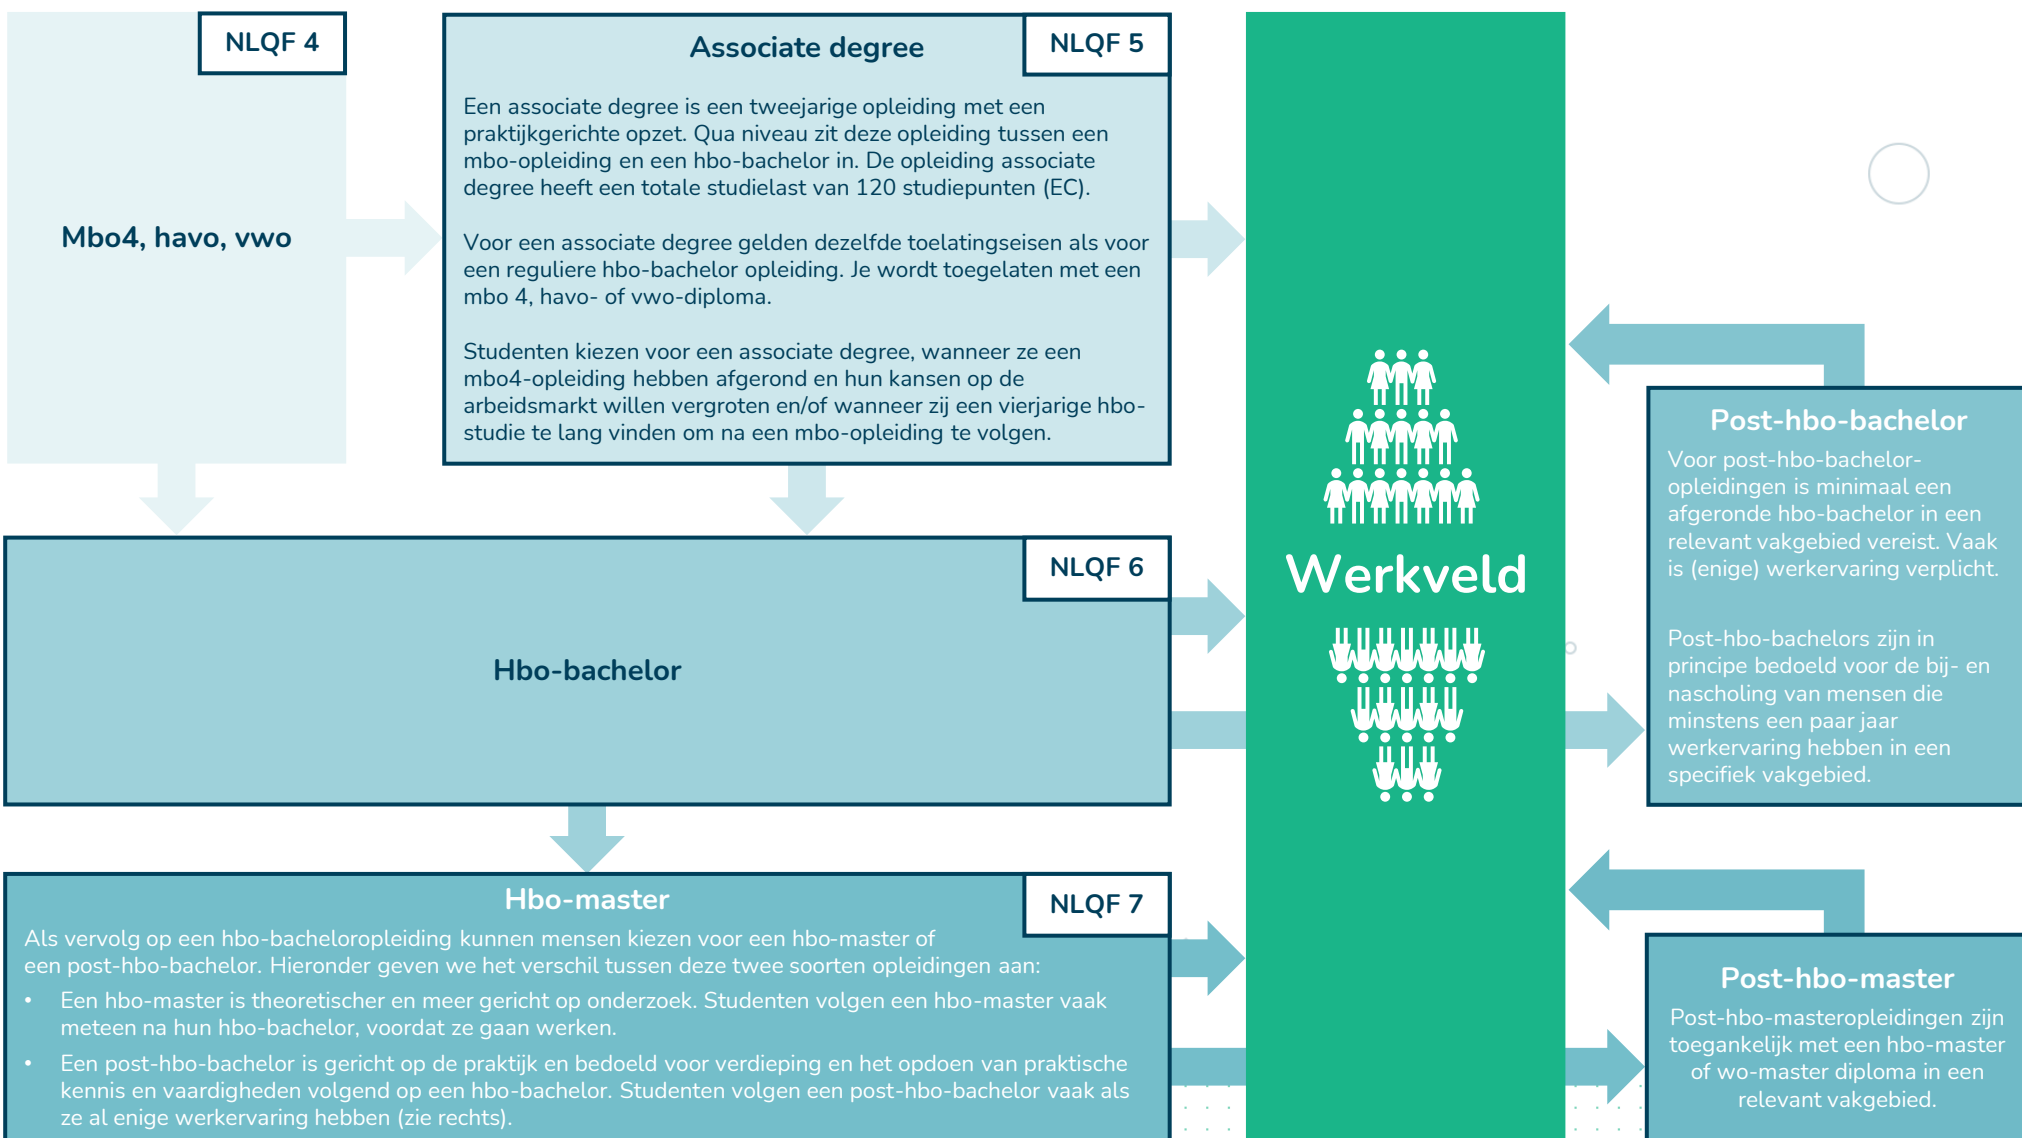 NLQF 4
Mbo4, havo, vwo
Associate degree
NLQF 5
Een associate degree is een tweejarige opleiding met een
praktijkgerichte opzet. Qua niveau zit deze opleiding tussen een
mbo-opleiding en een hbo-bachelor in. De opleiding associate
degree heeft een totale studielast van 120 studiepunten (EC).
Voor een associate degree gelden dezelfde toelatingseisen als voor
een reguliere hbo-bachelor opleiding. Je wordt toegelaten met een
mbo 4, havo- of vwo-diploma.
Studenten kiezen voor een associate degree, wanneer ze een
mbo4-opleiding hebben afgerond en hun kansen op de
arbeidsmarkt willen vergroten en/of wanneer zij een vierjarige hbo-
studie te lang vinden om na een mbo-opleiding te volgen.
NLQF 6
Hbo-bachelor
Hbo-master
NLQF 7
Als vervolg op een hbo-bacheloropleiding kunnen mensen kiezen voor een hbo-master of
een post-hbo-bachelor. Hieronder geven we het verschil tussen deze twee soorten opleidingen aan:
• Een hbo-master is theoretischer en meer gericht op onderzoek. Studenten volgen een hbo-master vaak
meteen na hun hbo-bachelor, voordat ze gaan werken.
• Een post-hbo-bachelor is gericht op de praktijk en bedoeld voor verdieping en het opdoen van praktische
kennis en vaardigheden volgend op een hbo-bachelor. Studenten volgen een post-hbo-bachelor vaak als
ze al enige werkervaring hebben (zie rechts).
Werkveld
Post-hbo-bachelor
Voor post-hbo-bachelor-
opleidingen is minimaal een
afgeronde hbo-bachelor in een
relevant vakgebied vereist. Vaak
is (enige) werkervaring verplicht.
Post-hbo-bachelors zijn in
principe bedoeld voor de bij- en
nascholing van mensen die
minstens een paar jaar
werkervaring hebben in een
specifiek vakgebied.
Post-hbo-master
Post-hbo-masteropleidingen zijn
toegankelijk met een hbo-master
of wo-master diploma in een
relevant vakgebied.